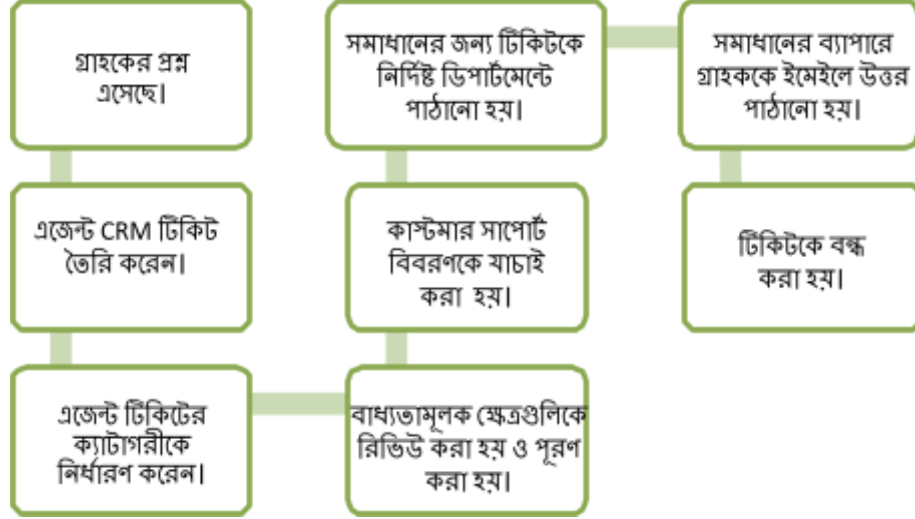 গ্রাহকের প্রশ্ন
এসেছে।
এজেন্ট CRM টিকিট
তৈরি করেন।
এজেন্ট টিকিটের
ক্যাটাগরীকে
নির্ধারণ করেন।
বাধ্যতামূলক ক্ষেত্রগুলিকে
রিভিউ করা হয় ও পূরণ
করা হয়।
কাস্টমার সাপোর্ট
বিবরণকে যাচাই
করা হয়।
সমাধানের জন্য টিকিটকে
নির্দিষ্ট ডিপার্টমেন্টে
পাঠানো হয়।
সমাধানের ব্যাপারে
গ্রাহককে ইমেইলে উত্তর
পাঠানো হয়।
টিকিটকে বন্ধ
করা হয়।